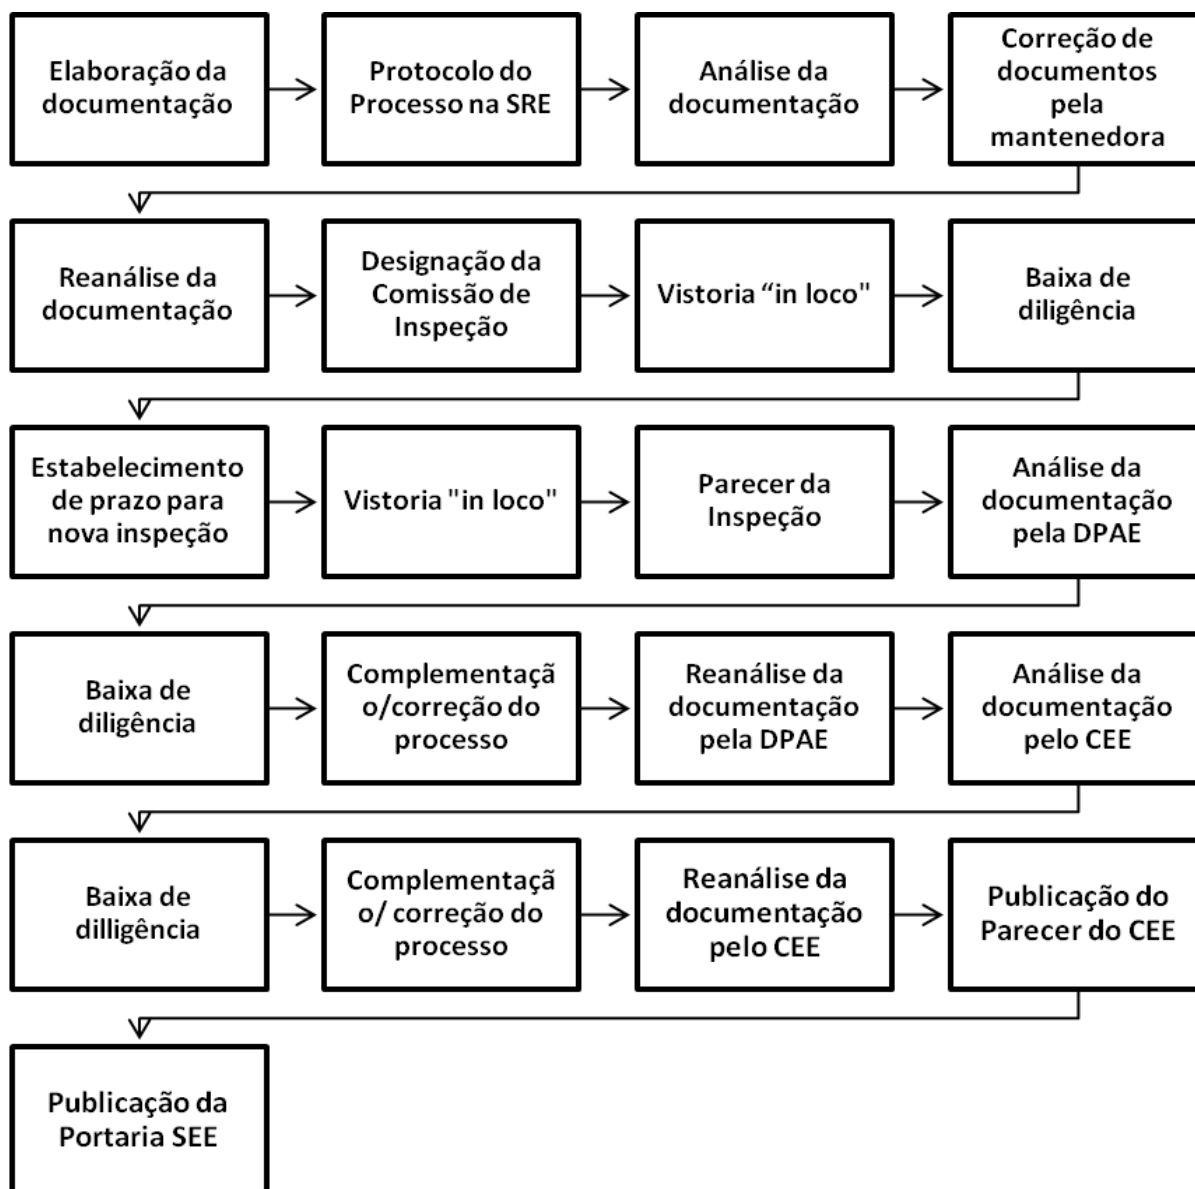 Elaboração da
documentação
Protocolo do
Processo na SRE
Análise da
documentação
Correção de
documentos
pela
mantenedora
Reanálise da
documentação
Designação da
Comissão de
Inspeção
Vistoria “in loco"
Baixa de
diligência
Estabelecimento
de prazo para
nova inspeção
Vistoria "in loco"
Parecer da
Inspeção
Análise da
documentação
pela DPAE
Baixa de
diligência
Complementaçã
o/correção do
processo
Reanálise da
documentação
pela DPAE
Análise da
documentação
pelo CEE
Baixa de
dilligência
Complementaçã
o/ correção do
processo
Reanálise da
documentação
pelo CEE
Publicação do
Parecer do CEE
Publicação da
Portaria SEE